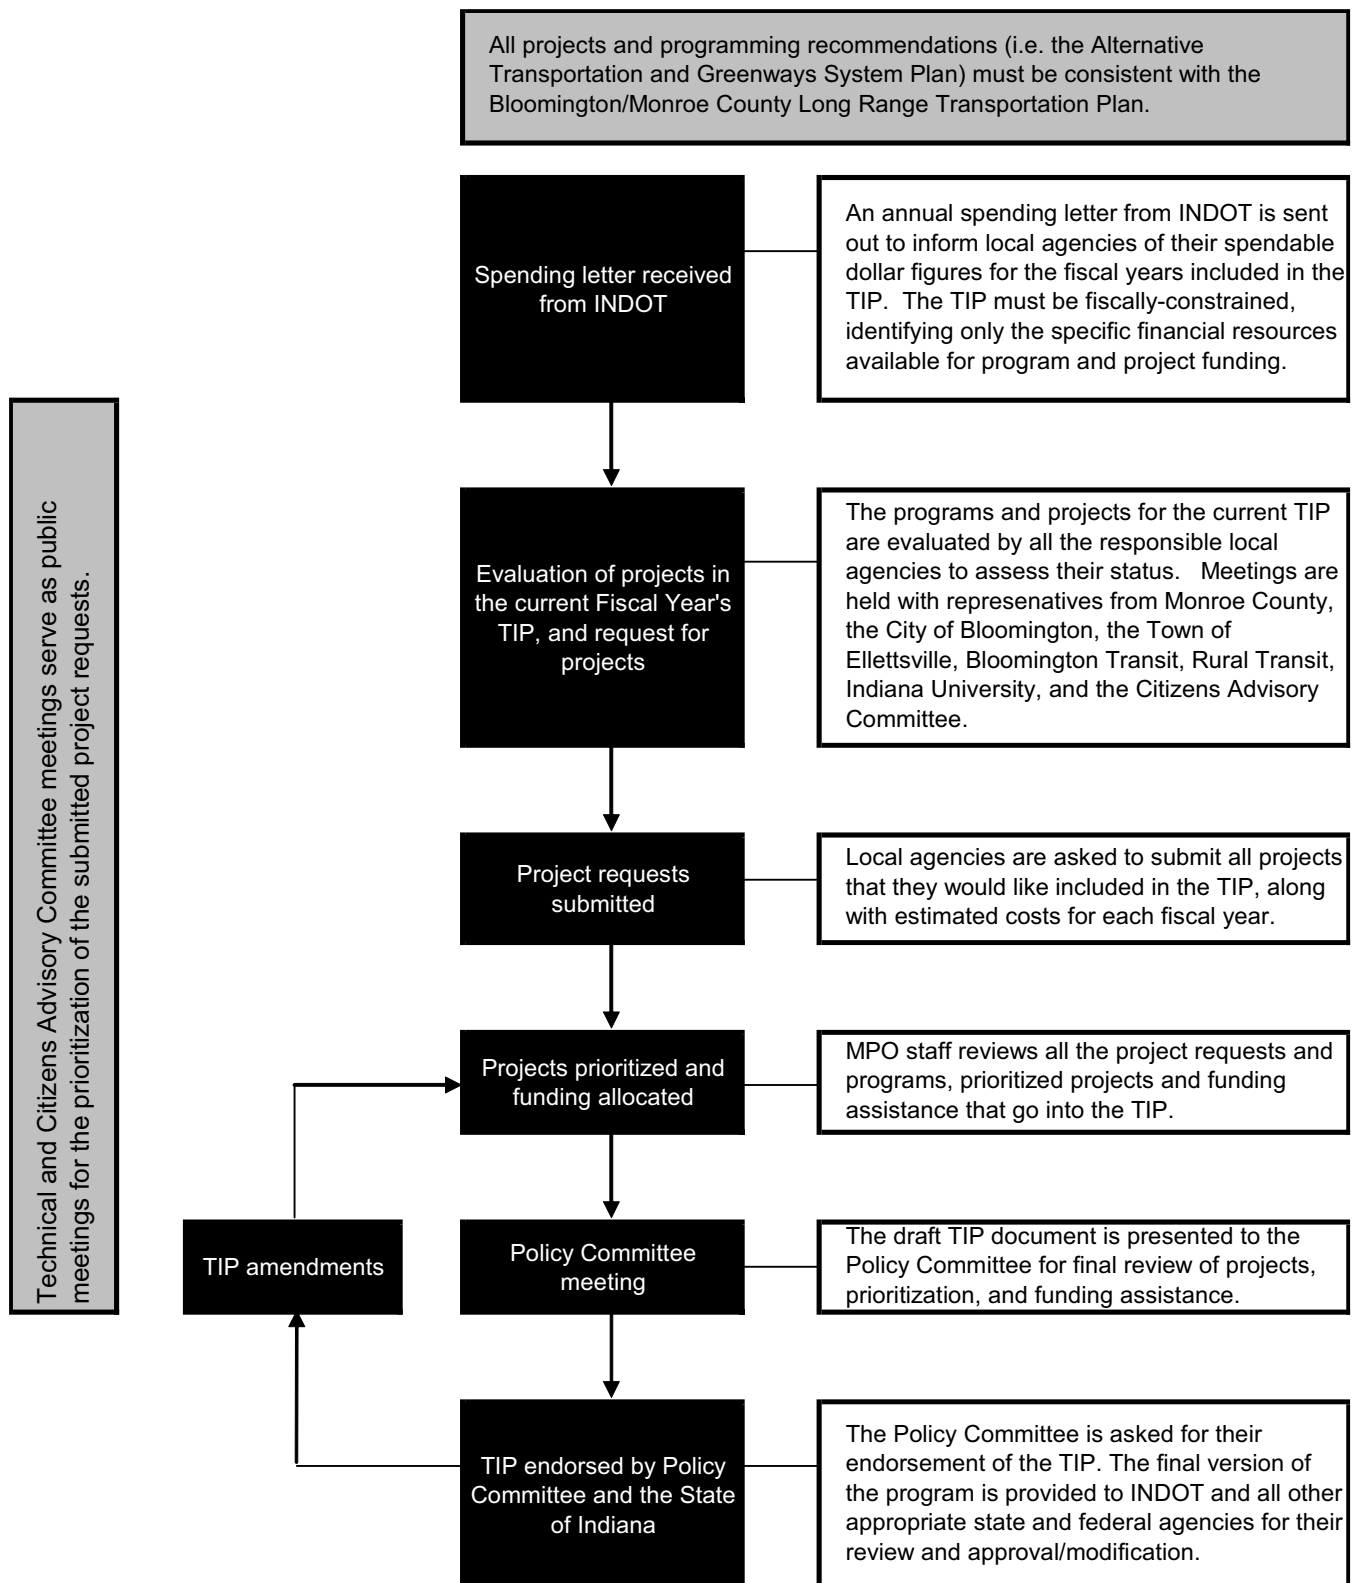 All projects and programming recommendations (i.e. the Alternative
Transportation and Greenways System Plan) must be consistent with the
Bloomington/Monroe County Long Range Transportation Plan.
Spending letter received
from INDOT
An annual spending letter from INDOT is sent
out to inform local agencies of their spendable
dollar figures for the fiscal years included in the
TIP.  The TIP must be fiscally-constrained,
identifying only the specific financial resources
available for program and project funding.
Technical and Citizens Advisory Committee meetings serve as public
meetings for the prioritization of the submitted project requests.
Evaluation of projects in
the current Fiscal Year's
TIP, and request for
projects
The programs and projects for the current TIP
are evaluated by all the responsible local
agencies to assess their status.   Meetings are
held with represenatives from Monroe County,
the City of Bloomington, the Town of
Ellettsville, Bloomington Transit, Rural Transit,
Indiana University, and the Citizens Advisory
Committee.
Project requests
submitted
Local agencies are asked to submit all projects
that they would like included in the TIP, along
with estimated costs for each fiscal year.
Projects prioritized and
funding allocated
MPO staff reviews all the project requests and
programs, prioritized projects and funding
assistance that go into the TIP.
TIP amendments
Policy Committee
meeting
The draft TIP document is presented to the
Policy Committee for final review of projects,
prioritization, and funding assistance.
TIP endorsed by Policy
Committee and the State
of Indiana
The Policy Committee is asked for their
endorsement of the TIP. The final version of
the program is provided to INDOT and all other
appropriate state and federal agencies for their
review and approval/modification.